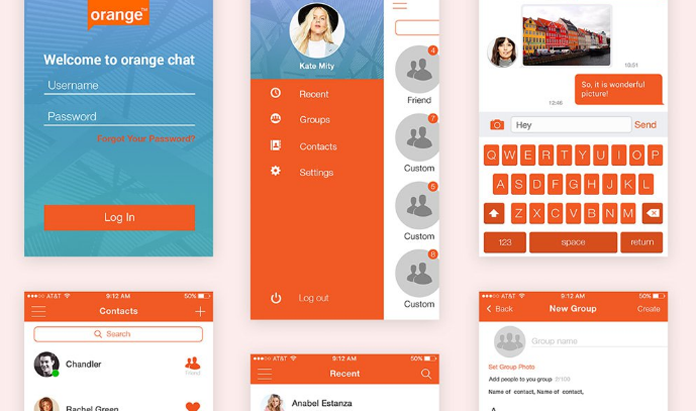 orange™
Welcome to orange chat
Username
Password
Forgot Your Password?
Log In
Kate Mity
Recent
Groups
Contacts
Settings
Log out
4
Friend
7
Custom
5
Custom
8
Custom
10:01
So, it is wonderful
picture!
12:45
Hey
Send
Q W E R T Y U I O P
A S D F G H J K L
Z X C V B N M
123 space return
AT&T 9:12 AM 50%
Contacts
Search
Chandler
Friend
Rachel Green
AT&T 9:12 AM 50%
Recent
Anabel Estanza
AT&T 9:12 AM 50%
Back New Group Create
Group name
Set Group Photo
Add people to you group 2/100
Name of contact, Name of contact,